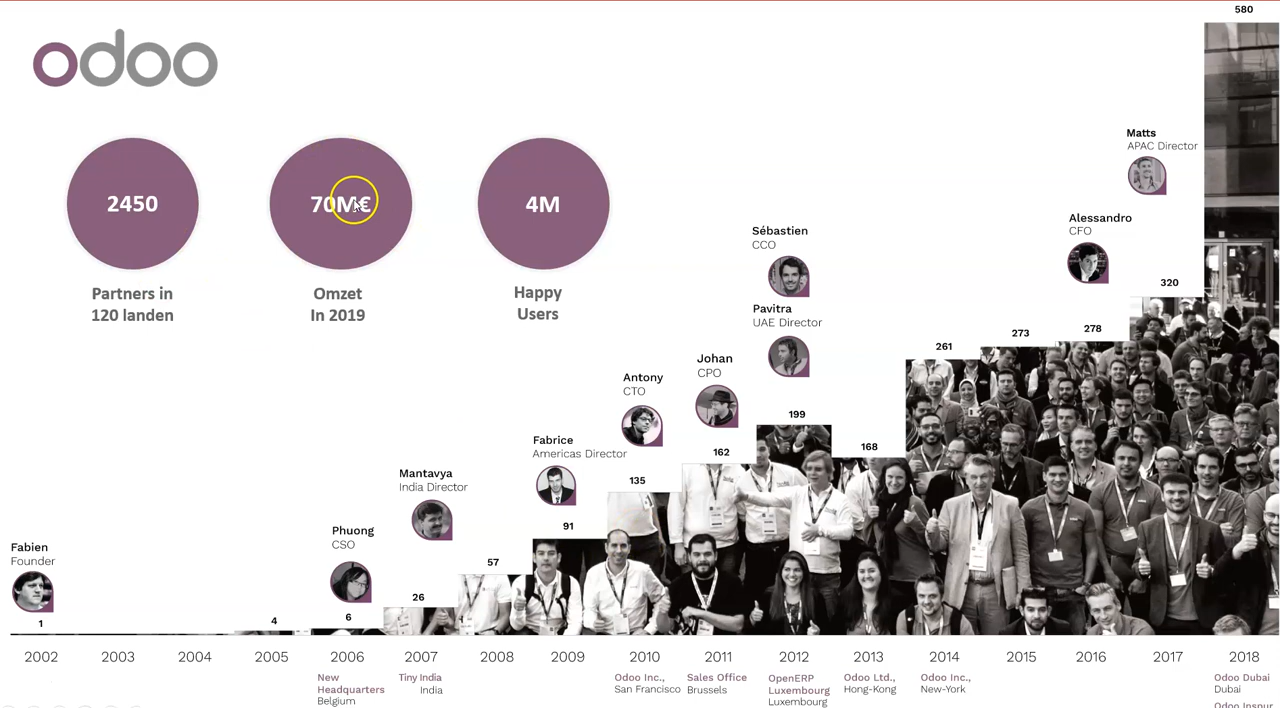 odoo
2450
Partners in
120 landen
70M€
Omzet
In 2019
4M
Happy
Users
Fabien
Founder
1
4
Phuong
CSO
6
Mantavya
India Director
26
57
Fabrice
Americas Director
91
Antony
CTO
135
Johan
CPO
162
Sébastien
CCO
Pavitra
UAE Director
199
168
261
273
Alessandro
CFO
278
Matts
APAC Director
320
580
2002 2003 2004 2005 2006 2007 2008 2009 2010 2011 2012 2013 2014 2015 2016 2017 2018
New
Headquarters
Belgium
Tiny India
India
Odoo Inc.,
San Francisco
Sales Office
Brussels
OpenERP
Luxembourg
Luxembourg
Odoo Ltd.,
Hong-Kong
Odoo Inc.,
New-York
Odoo Dubai
Dubai
Odoo Inspur